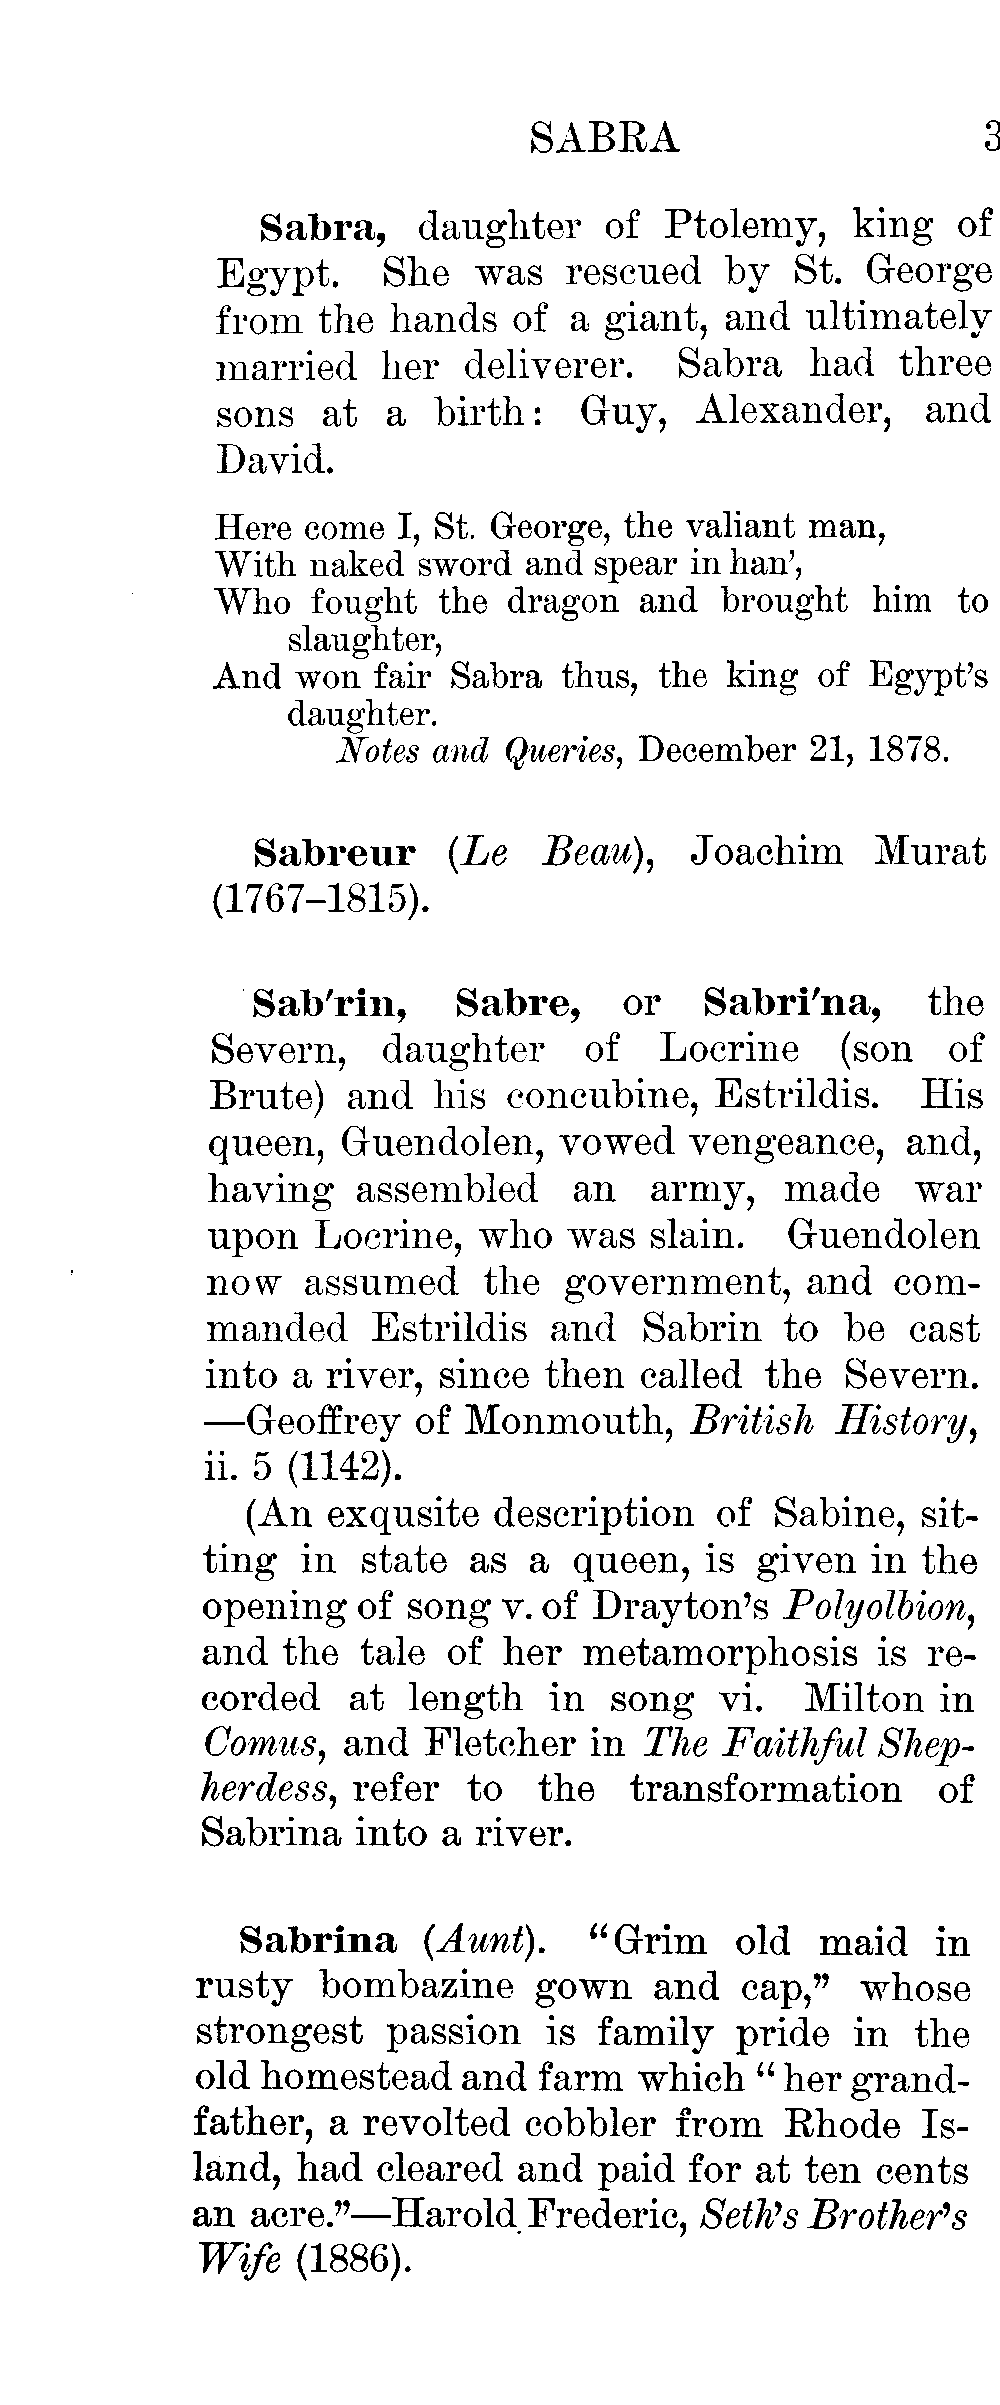 SABRA 3
Sabra, daughter of Ptolemy, king of
Egypt. She was rescued by St. George
from the hands of a giant, and ultimately
married her deliverer. Sabra had three
sons at a birth: Guy, Alexander, and
David.
Here come I, St. George, the valiant man,
With naked sword and spear in han',
Who fought the dragon and brought him to
slaughter,
And won fair Sabra thus, the king of Egypt's
daughter.
Notes and Queries, December 21, 1878.
Sabreur (Le Beau), Joachim Murat
(1767–1815).
Sab'rin, Sabre, or Sabri'na, the
Severn, daughter of Locrine (son of
Brute) and his concubine, Estrildis. His
queen, Guendolen, vowed vengeance, and,
having assembled an army, made war
upon Locrine, who was slain. Guendolen
now assumed the government, and com-
manded Estrildis and Sabrin to be cast
into a river, since then called the Severn.
—Geoffrey of Monmouth, British History,
ii. 5 (1142).
(An exqusite description of Sabine, sit-
ting in state as a queen, is given in the
opening of song v. of Drayton's Polyolbion,
and the tale of her metamorphosis is re-
corded at length in song vi. Milton in
Comus, and Fletcher in The Faithful Shep-
herdess, refer to the transformation of
Sabrina into a river.
Sabrina (Aunt). "Grim old maid in
rusty bombazine gown and cap," whose
strongest passion is family pride in the
old homestead and farm which "her grand-
father, a revolted cobbler from Rhode Is-
land, had cleared and paid for at ten cents
an acre."—Harold Frederic, Seth's Brother's
Wife (1886).